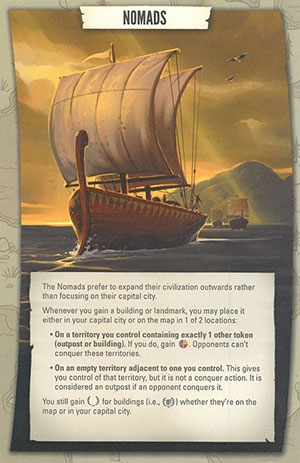 NOMADS
The Nomads prefer to expand their civilization outwards rather
than focusing on their capital city.
Whenever you gain a building or landmark, you may place it
either in your capital city or on the map in 1 of 2 locations:
• On a territory you control containing exactly 1 other token
(outpost or building). If you do, gain . Opponents can't
conquer these territories.
• On an empty territory adjacent to one you control. This gives
you control of that territory, but it is not a conquer action. It is
considered an outpost if an opponent conquers it.
You still gain for buildings (i.e., ) whether they're on the
map or in your capital city.